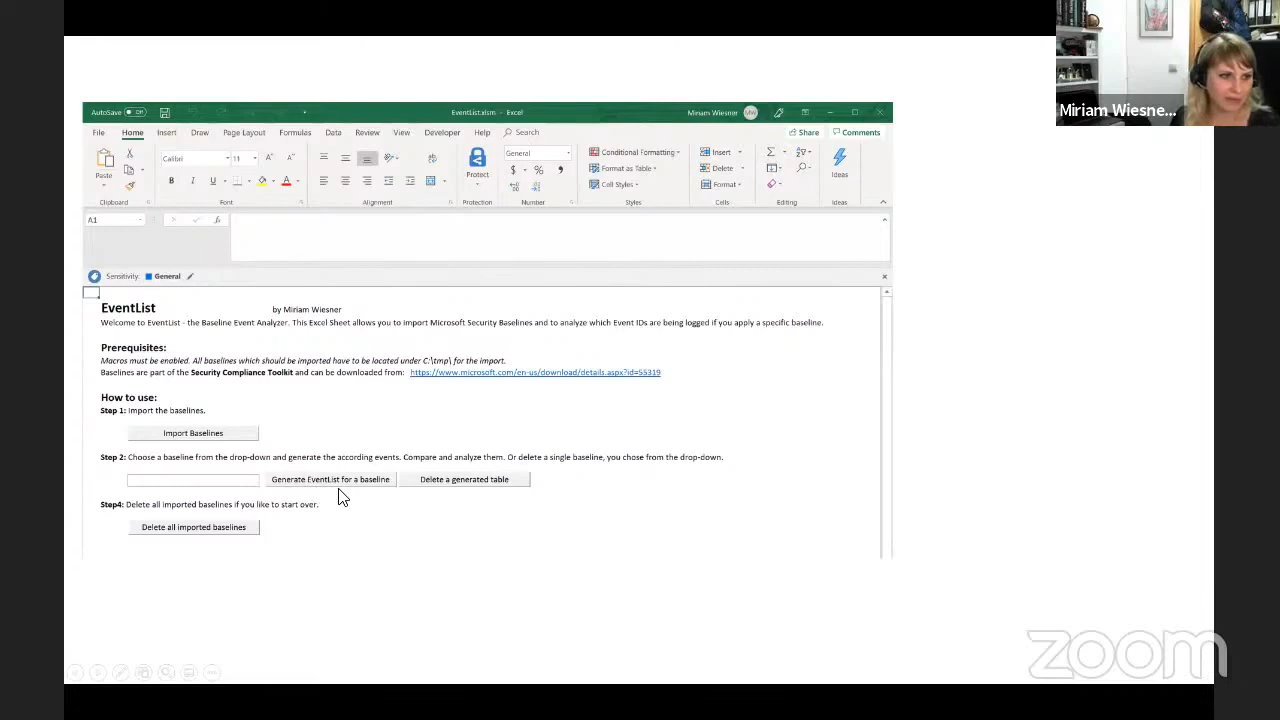 Miriam Wiesne...
AutoSave Off
EventList.xlsm - Excel
Miriam Wiesner MW
File Home Insert Draw Page Layout Formulas Data Review View Developer Help Search Share Comments
Paste
Calibri 11
B I U
General
$ % ,
Protect
Conditional Formatting
Format as Table
Cell Styles
Insert
Delete
Format
Ideas
Clipboard Font Alignment Protection Number Styles Cells Editing Ideas
A1 fx
Sensitivity: General
EventList by Miriam Wiesner
Welcome to EventList - the Baseline Event Analyzer. This Excel Sheet allows you to import Microsoft Security Baselines and to analyze which Event IDs are being logged if you apply a specific baseline.
Prerequisites:
Macros must be enabled. All baselines which should be imported have to be located under C:\tmp\ for the import.
Baselines are part of the Security Compliance Toolkit and can be downloaded from: https://www.microsoft.com/en-us/download/details.aspx?id=55319
How to use:
Step 1: Import the baselines.
Import Baselines
Step 2: Choose a baseline from the drop-down and generate the according events. Compare and analyze them. Or delete a single baseline, you chose from the drop-down.
Generate EventList for a baseline Delete a generated table
Step4: Delete all imported baselines if you like to start over.
Delete all imported baselines
zoom